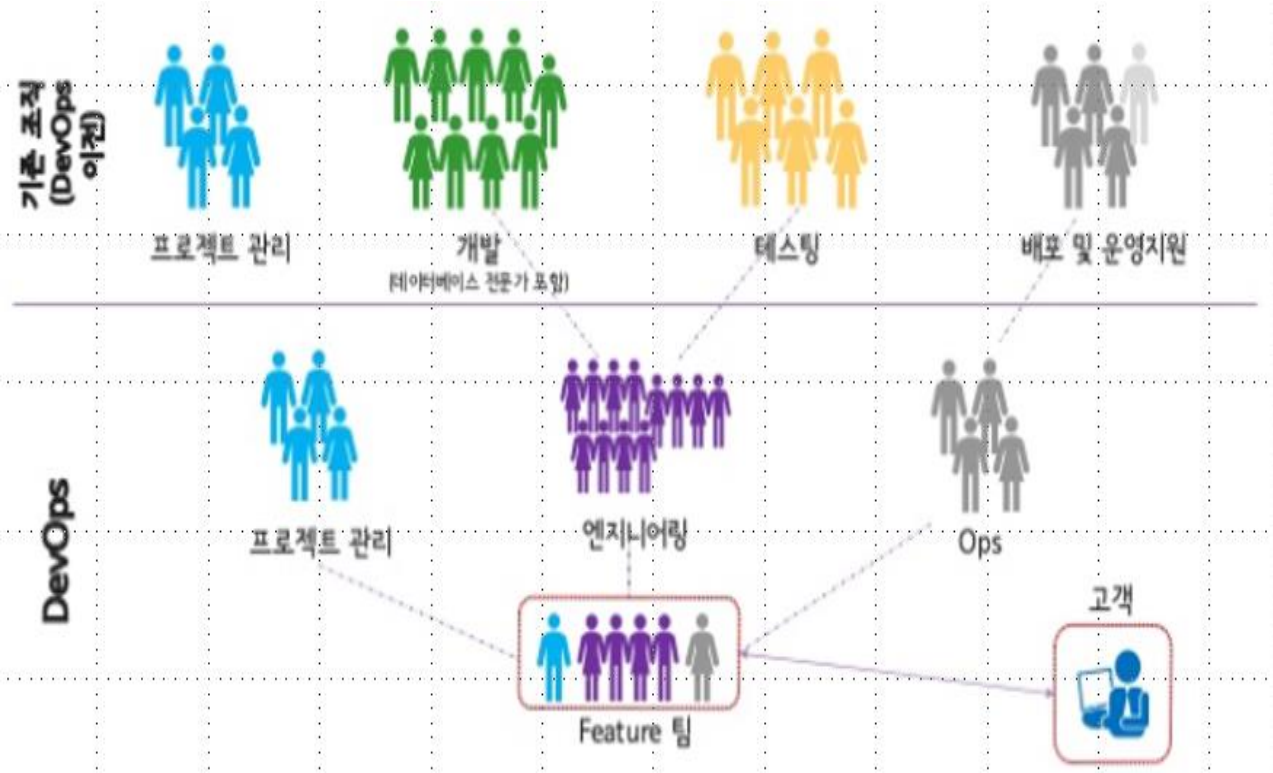 기존 조직
(DevOps
이전)
프로젝트 관리
개발
(데이터베이스 전문가 포함)
테스팅
배포 및 운영지원
DevOps
프로젝트 관리
엔지니어링
Ops
Feature 팀
고객